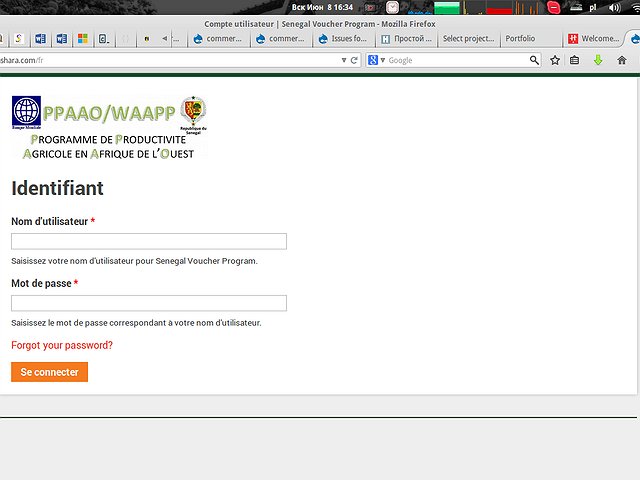 Вск Июн 8 16:34
pl
Compte utilisateur | Senegal Voucher Program - Mozilla Firefox
commer...
commer...
Issues fo...
Простой ...
Select project...
Portfolio
Welcome...
shara.com/fr
Google
PPAAO/WAAPP
Banque Mondiale
République du
Senegal
PROGRAMME DE PRODUCTIVITE
AGRICOLE EN AFRIQUE DE L'OUEST
Identifiant
Nom d'utilisateur *
Saisissez votre nom d'utilisateur pour Senegal Voucher Program.
Mot de passe *
Saisissez le mot de passe correspondant à votre nom d'utilisateur.
Forgot your password?
Se connecter